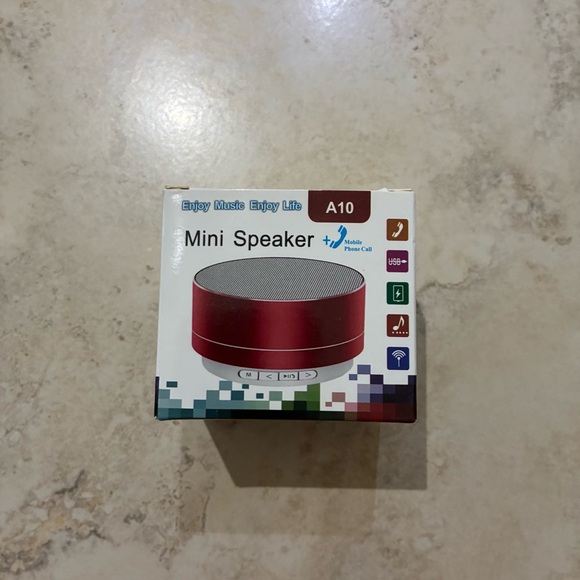 Enjoy Music Enjoy Life
A10
Mini Speaker +
Mobile
Phone Call
USB
M < >